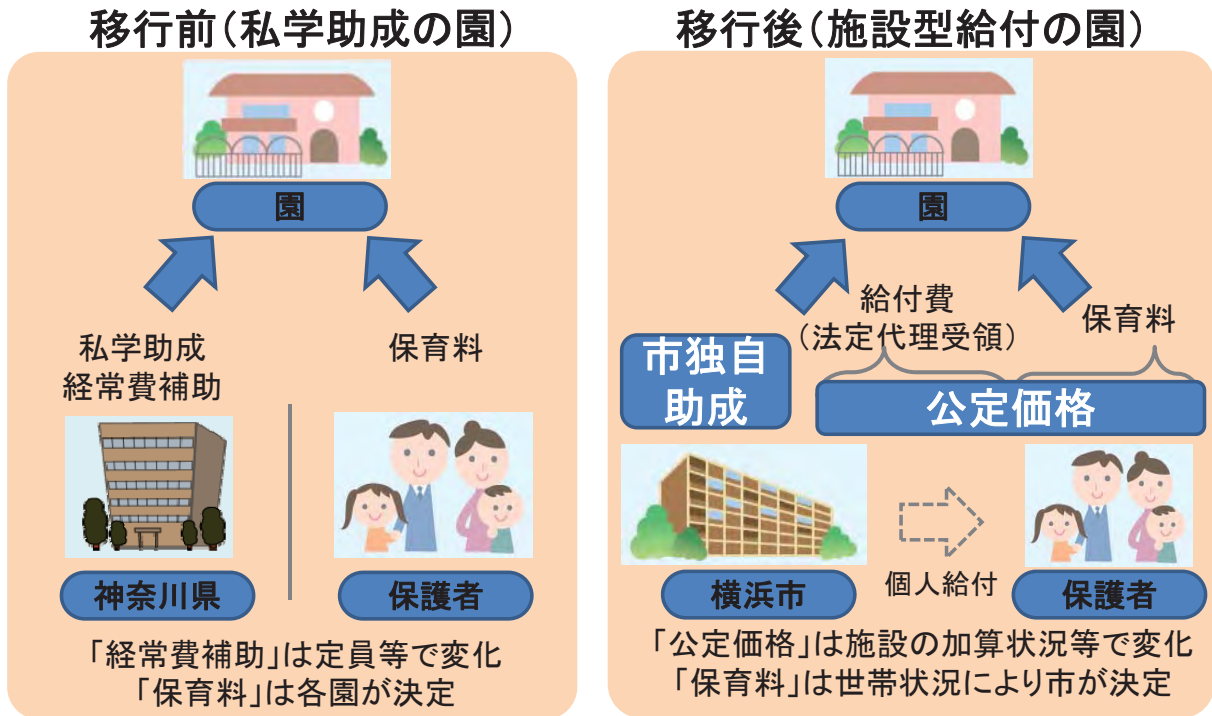 移行前(私学助成の園)
園
私学助成
経常費補助
保育料
神奈川県
保護者
「経常費補助」は定員等で変化
「保育料」は各園が決定
移行後(施設型給付の園)
園
給付費
(法定代理受領)
保育料
市独自
助成
公定価格
横浜市
個人給付
保護者
「公定価格」は施設の加算状況等で変化
「保育料」は世帯状況により市が決定